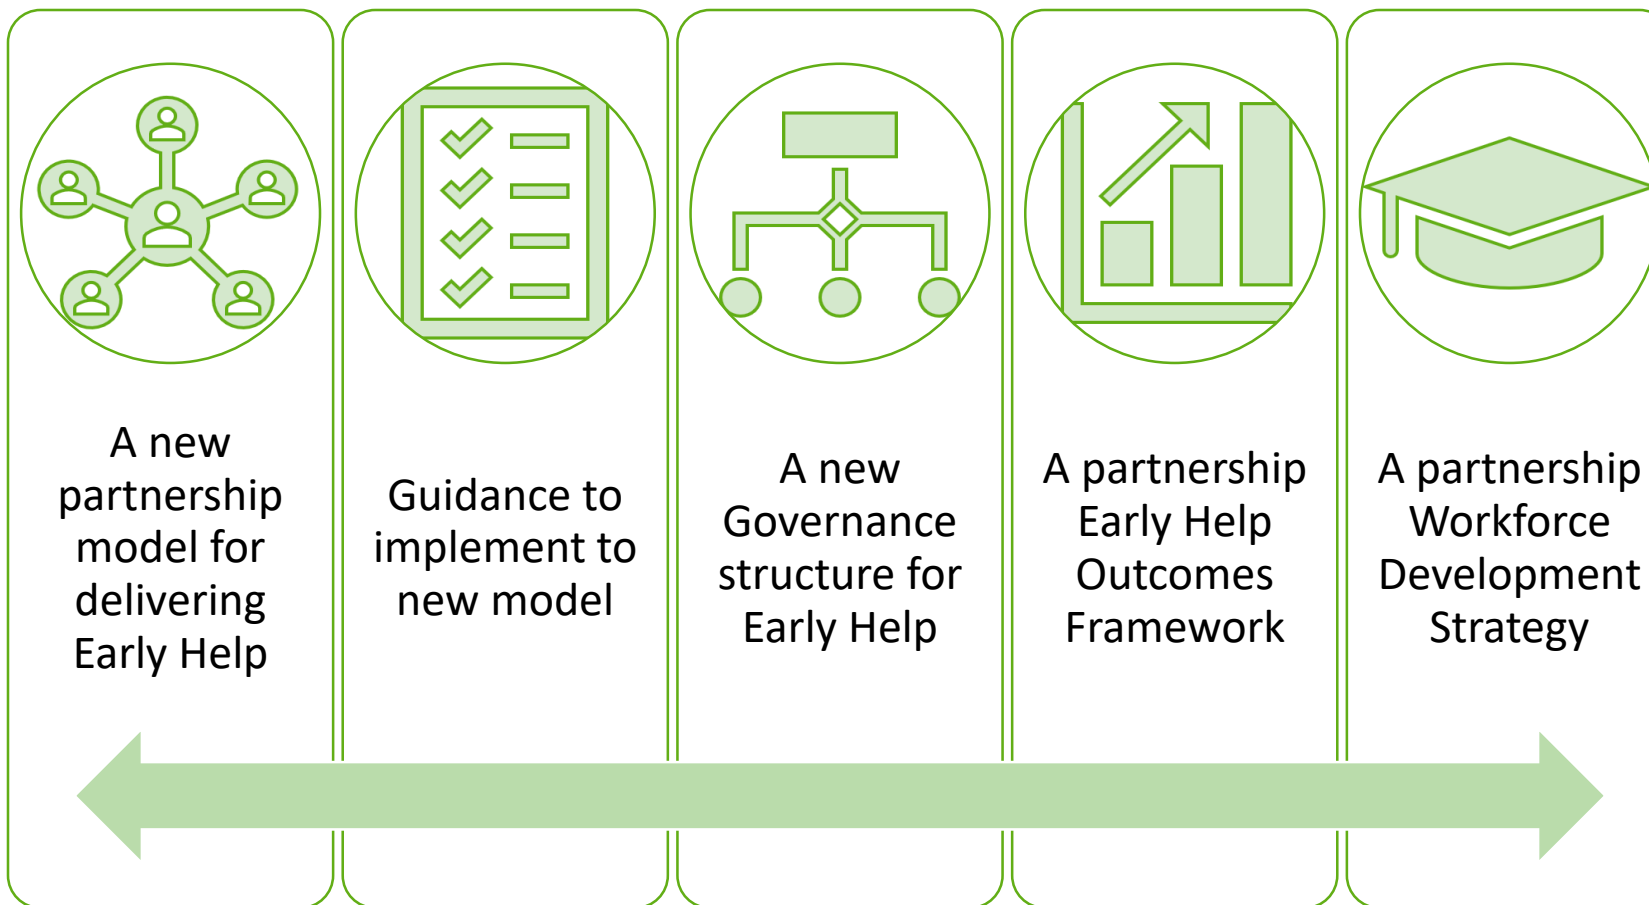 A new
partnership
model for
delivering
Early Help
Guidance to
implement to
new model
A new
Governance
structure for
Early Help
A partnership
Early Help
Outcomes
Framework
A partnership
Workforce
Development
Strategy